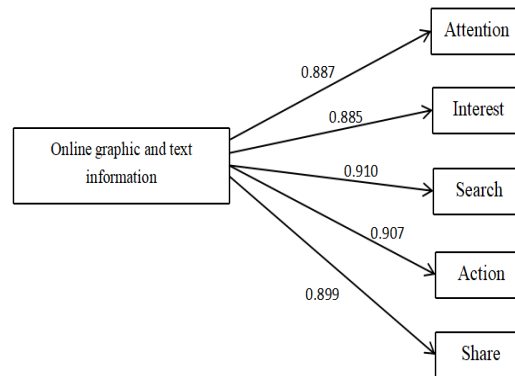 Attention
0.887
Interest
0.885
Online graphic and text
information
0.910
Search
0.907
Action
0.899
Share